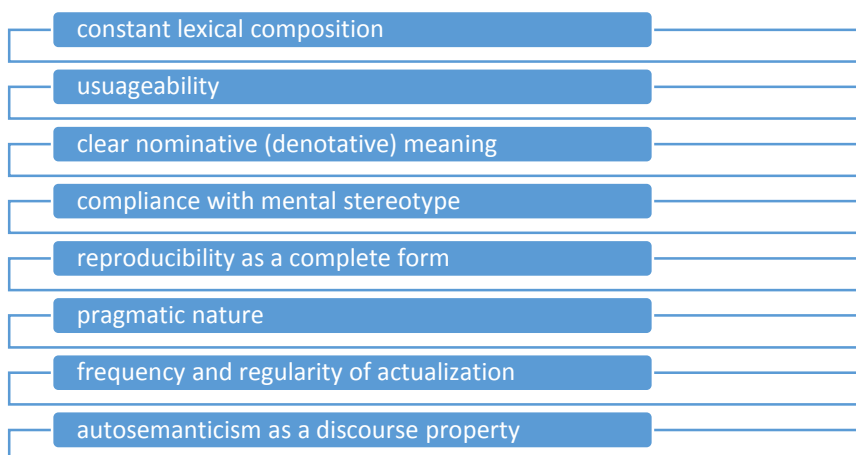 constant lexical composition
usuageability
clear nominative (denotative) meaning
compliance with mental stereotype
reproducibility as a complete form
pragmatic nature
frequency and regularity of actualization
autosemanticism as a discourse property